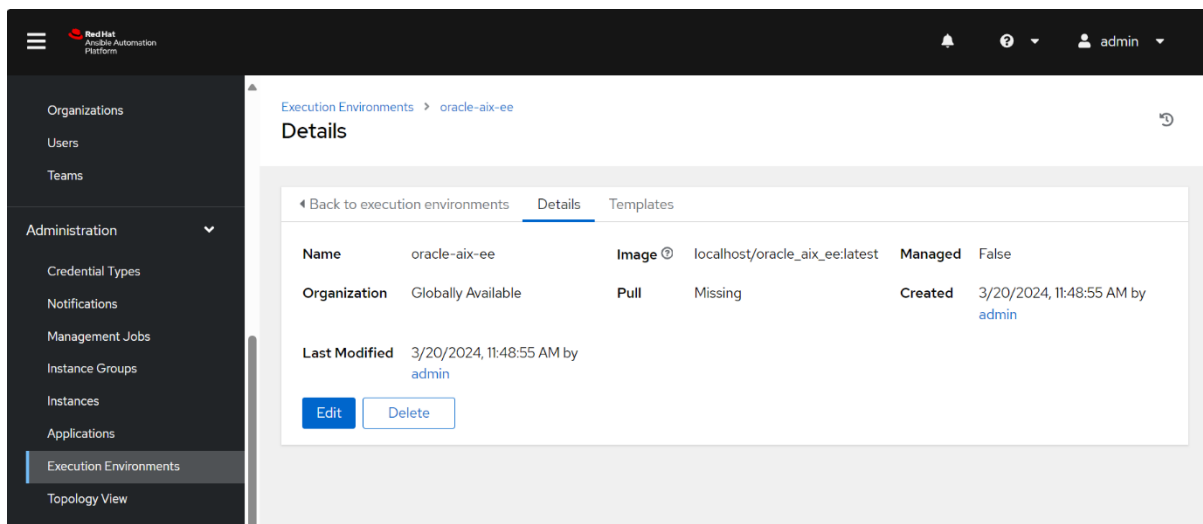 Red Hat
Ansible Automation
Platform
admin
Organizations
Users
Teams
Administration
Credential Types
Notifications
Management Jobs
Instance Groups
Instances
Applications
Execution Environments
Topology View
Execution Environments > oracle-aix-ee
Details
Back to execution environments Details Templates
Name oracle-aix-ee Image localhost/oracle_aix_ee:latest Managed False
Organization Globally Available Pull Missing Created 3/20/2024, 11:48:55 AM by
admin
Last Modified 3/20/2024, 11:48:55 AM by
admin
Edit Delete